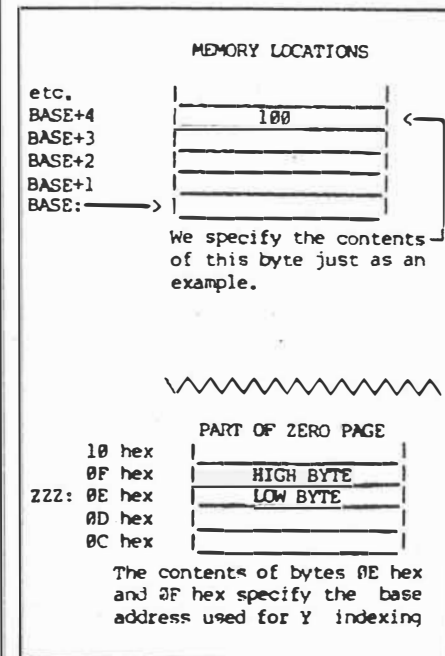 MEMORY LOCATIONS
etc.
BASE+4 100
BASE+3
BASE+2
BASE+1
BASE:
We specify the contents
of this byte just as an
example.
PART OF ZERO PAGE
10 hex
0F hex HIGH BYTE
ZZZ: 0E hex LOW BYTE
0D hex
0C hex
The contents of bytes 0E hex
and 0F hex specify the base
address used for Y indexing